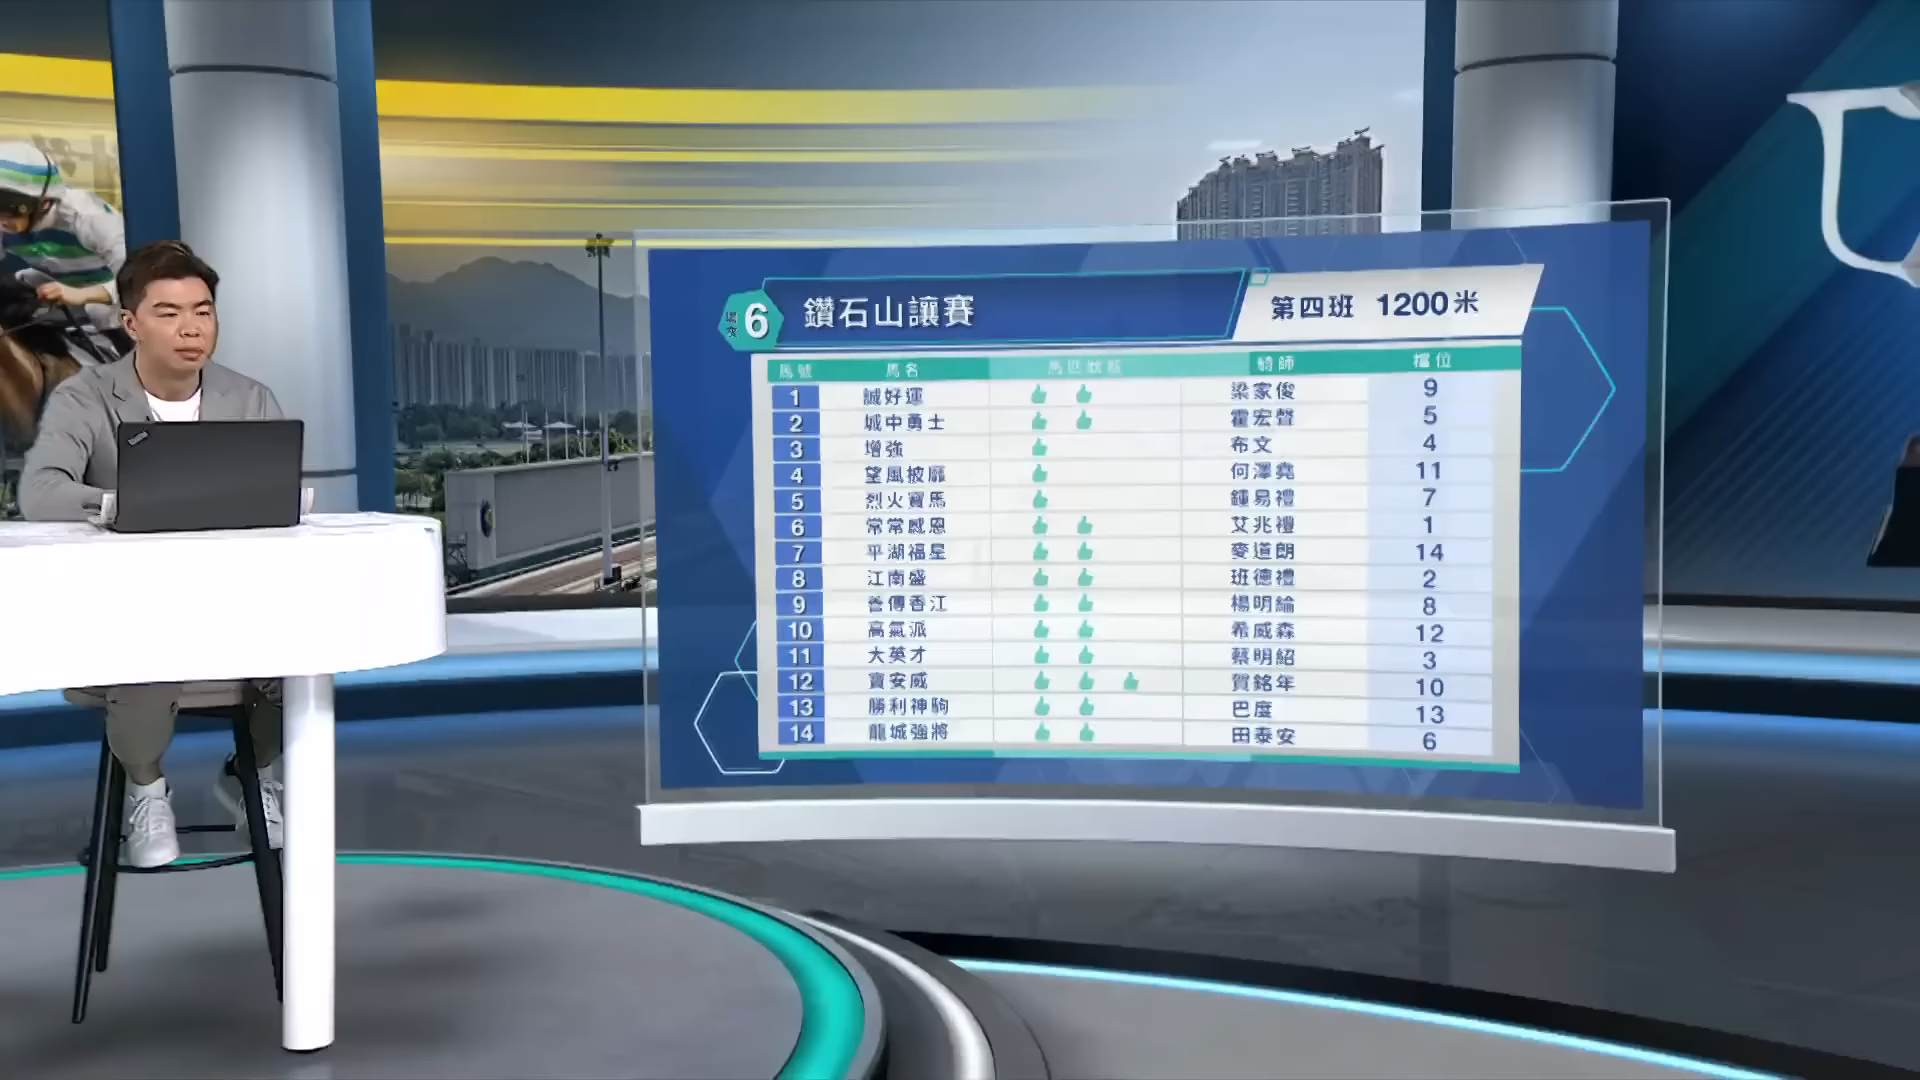 場次 6 鑽石山讓賽 第四班 1200米
馬號 馬名 馬匹狀態 騎師 檔位
1 誠好運 梁家俊 9
2 城中勇士 霍宏聲 5
3 增強 布文 4
4 望風披靡 何澤堯 11
5 烈火寶馬 鍾易禮 7
6 常常感恩 艾兆禮 1
7 平湖福星 麥道朗 14
8 江南盛 班德禮 2
9 善傳香江 楊明綸 8
10 高氣派 希威森 12
11 大英才 蔡明紹 3
12 寶安威 賀銘年 10
13 勝利神駒 巴度 13
14 龍城強將 田泰安 6